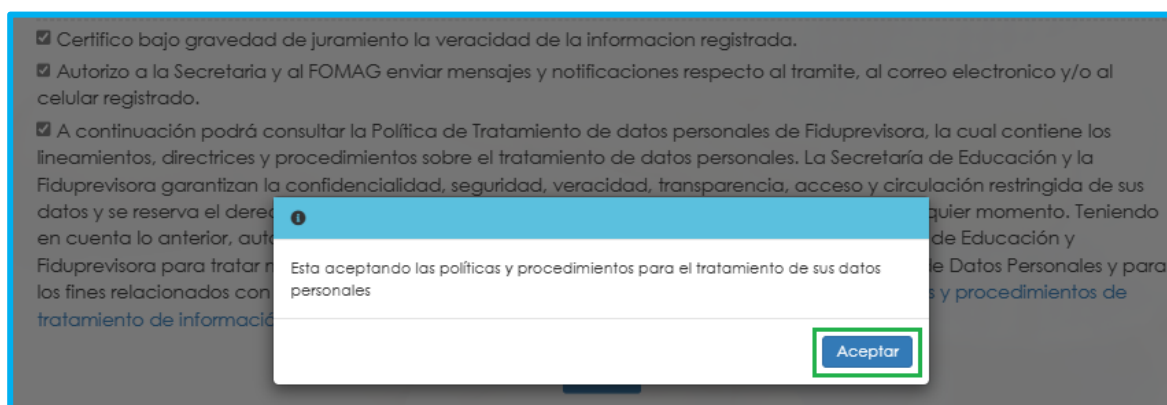 Certifico bajo gravedad de juramento la veracidad de la informacion registrada.
Autorizo a la Secretaria y al FOMAG enviar mensajes y notificaciones respecto al tramite, al correo electronico y/o al
celular registrado.
A continuación podrá consultar la Política de Tratamiento de datos personales de Fiduprevisora, la cual contiene los
lineamientos, directrices y procedimientos sobre el tratamiento de datos personales. La Secretaría de Educación y la
Fiduprevisora garantizan la confidencialidad, seguridad, veracidad, transparencia, acceso y circulación restringida de sus
datos y se reserva el momento. Teniendo
en cuenta lo anterior, de Educación y
Fiduprevisora para tratar de Datos Personales y para
los fines relacionados con y procedimientos de
tratamiento de
Esta aceptando las políticas y procedimientos para el tratamiento de sus datos
personales
Aceptar